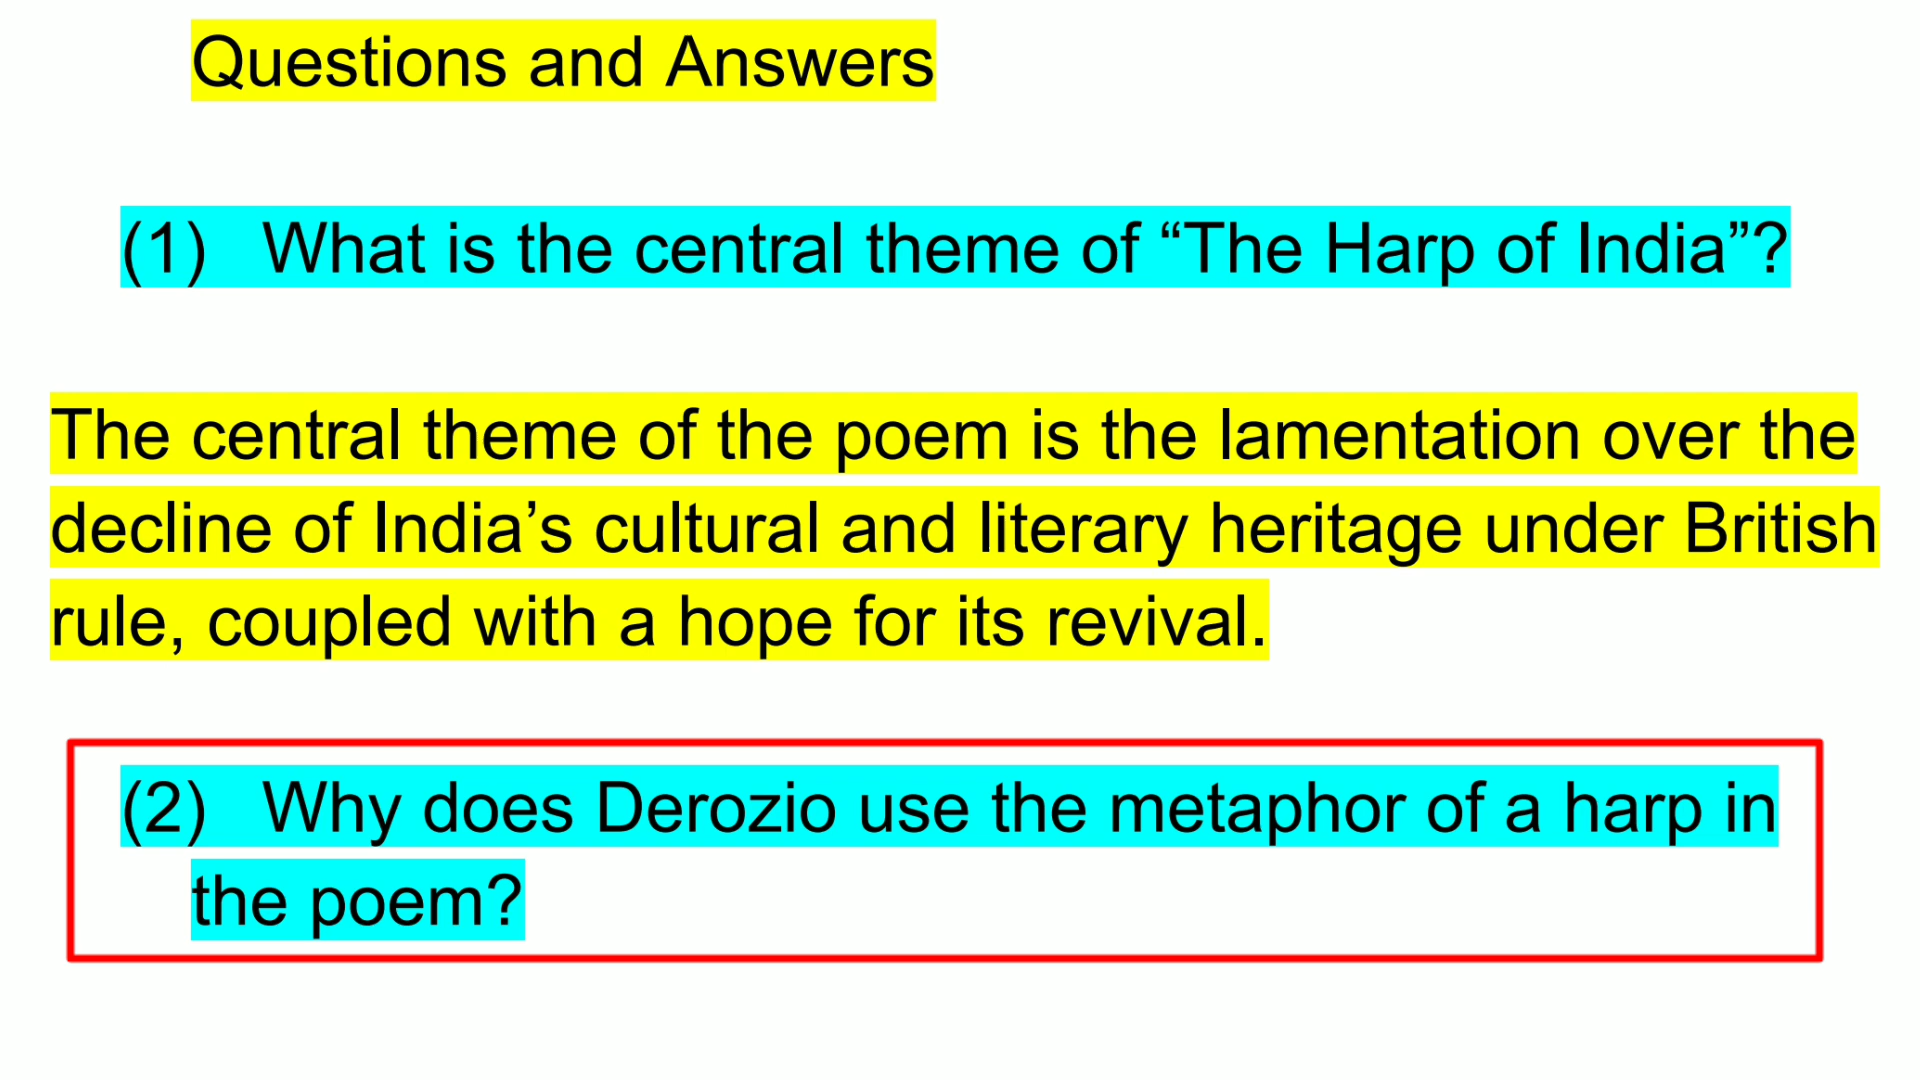 Questions and Answers
(1) What is the central theme of “The Harp of India”?
The central theme of the poem is the lamentation over the
decline of India’s cultural and literary heritage under British
rule, coupled with a hope for its revival.
(2) Why does Derozio use the metaphor of a harp in
the poem?